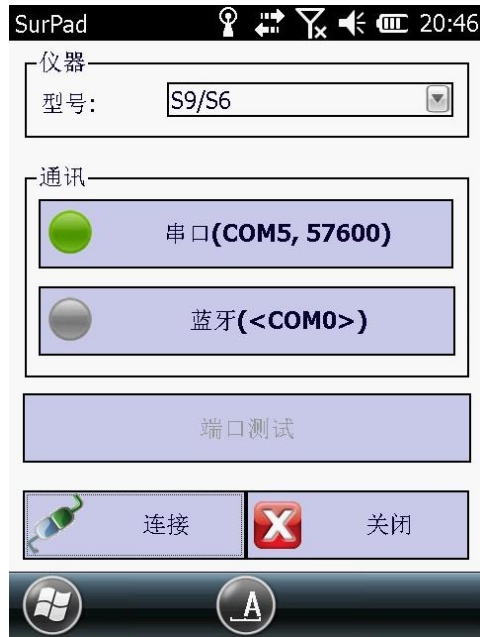 SurPad 20:46
仪器
型号: S9/S6
通讯
串口(COM5, 57600)
蓝牙(<COM0>)
端口测试
连接 关闭
A